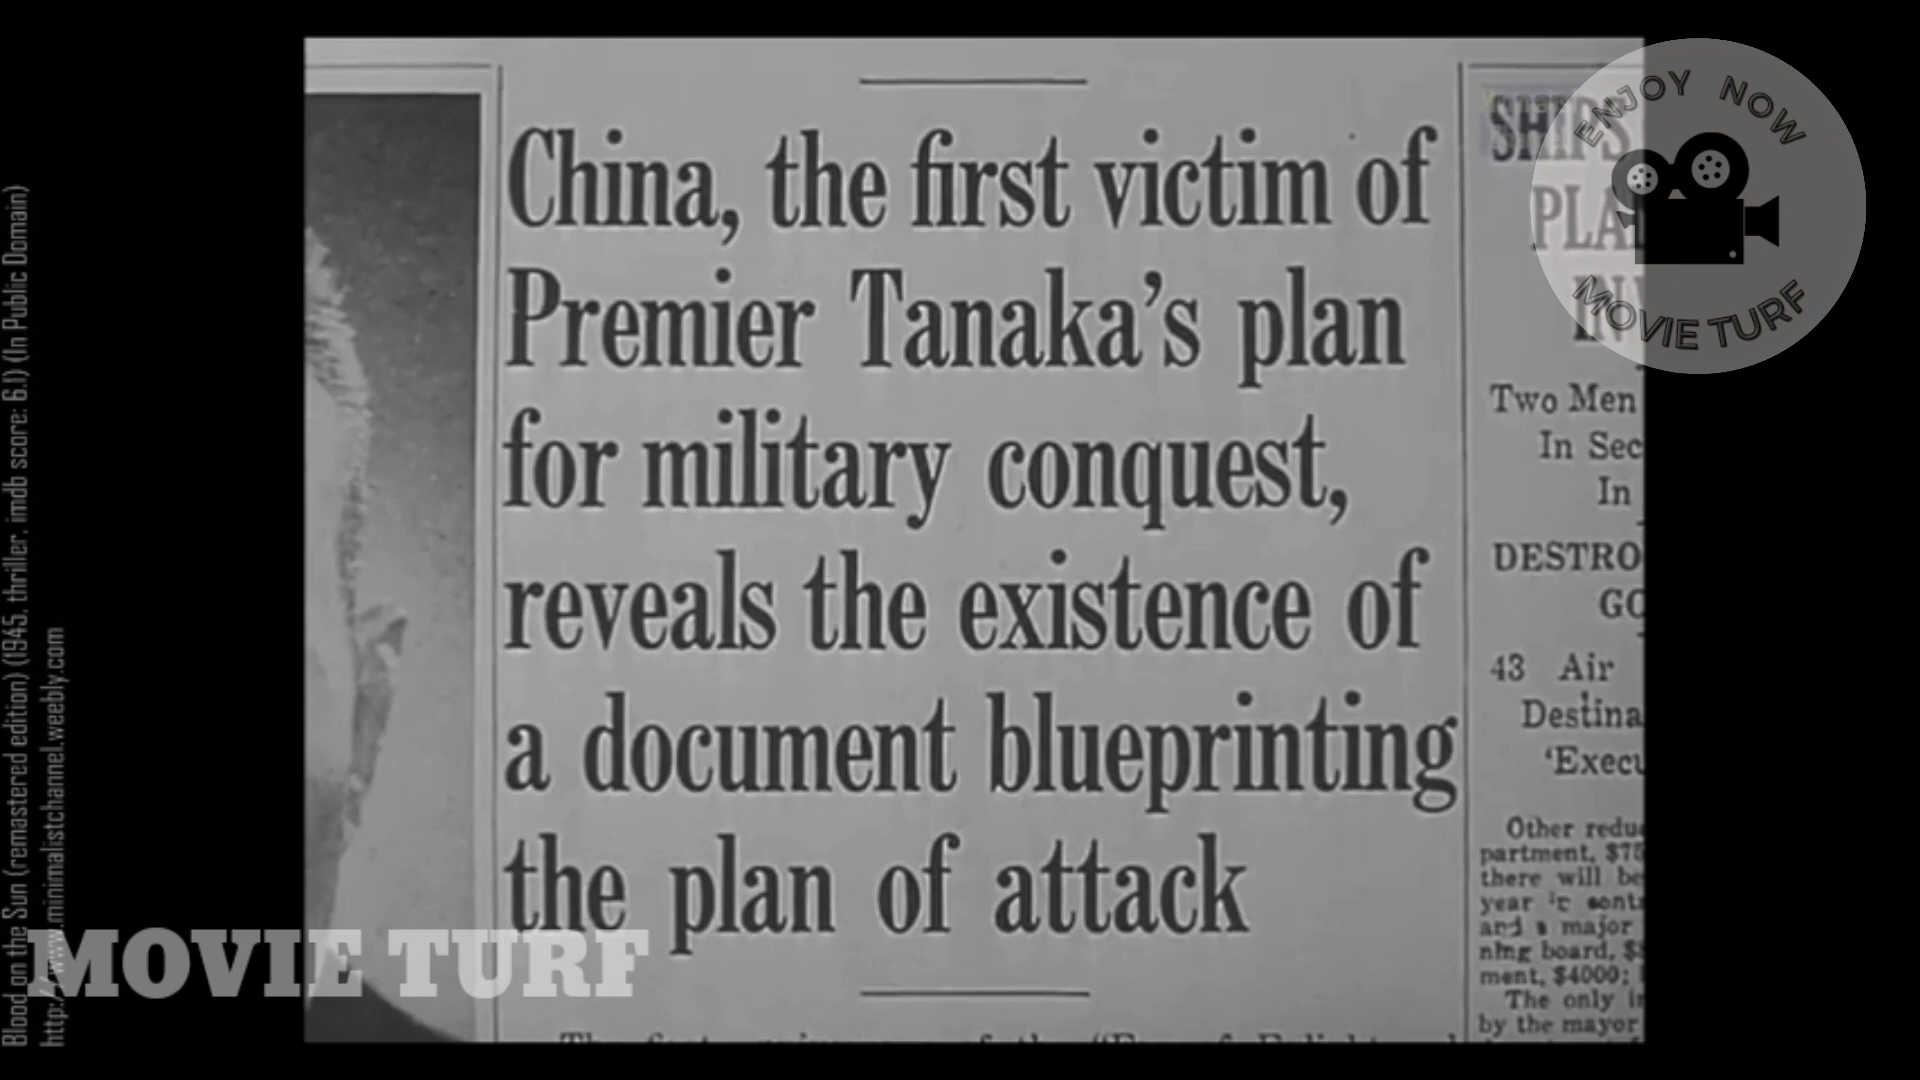 China, the first victim of
Premier Tanaka's plan
for military conquest,
reveals the existence of
a document blueprinting
the plan of attack
SHIPS
Two Men
In Sec
In
DESTRO
GO
43 Air
Destina
'Execu
Other redu
partment, $75
there will be
year
and a major
ning board, $
ment, $4000;
The only in
by the mayor
ENJOY NOW
MOVIE TURF
MOVIE TURF
Blood on the Sun (remastered edition) (1945, thriller, imdb score: 6.1) (In Public Domain)
http://www.minimalistchannel.weebly.com